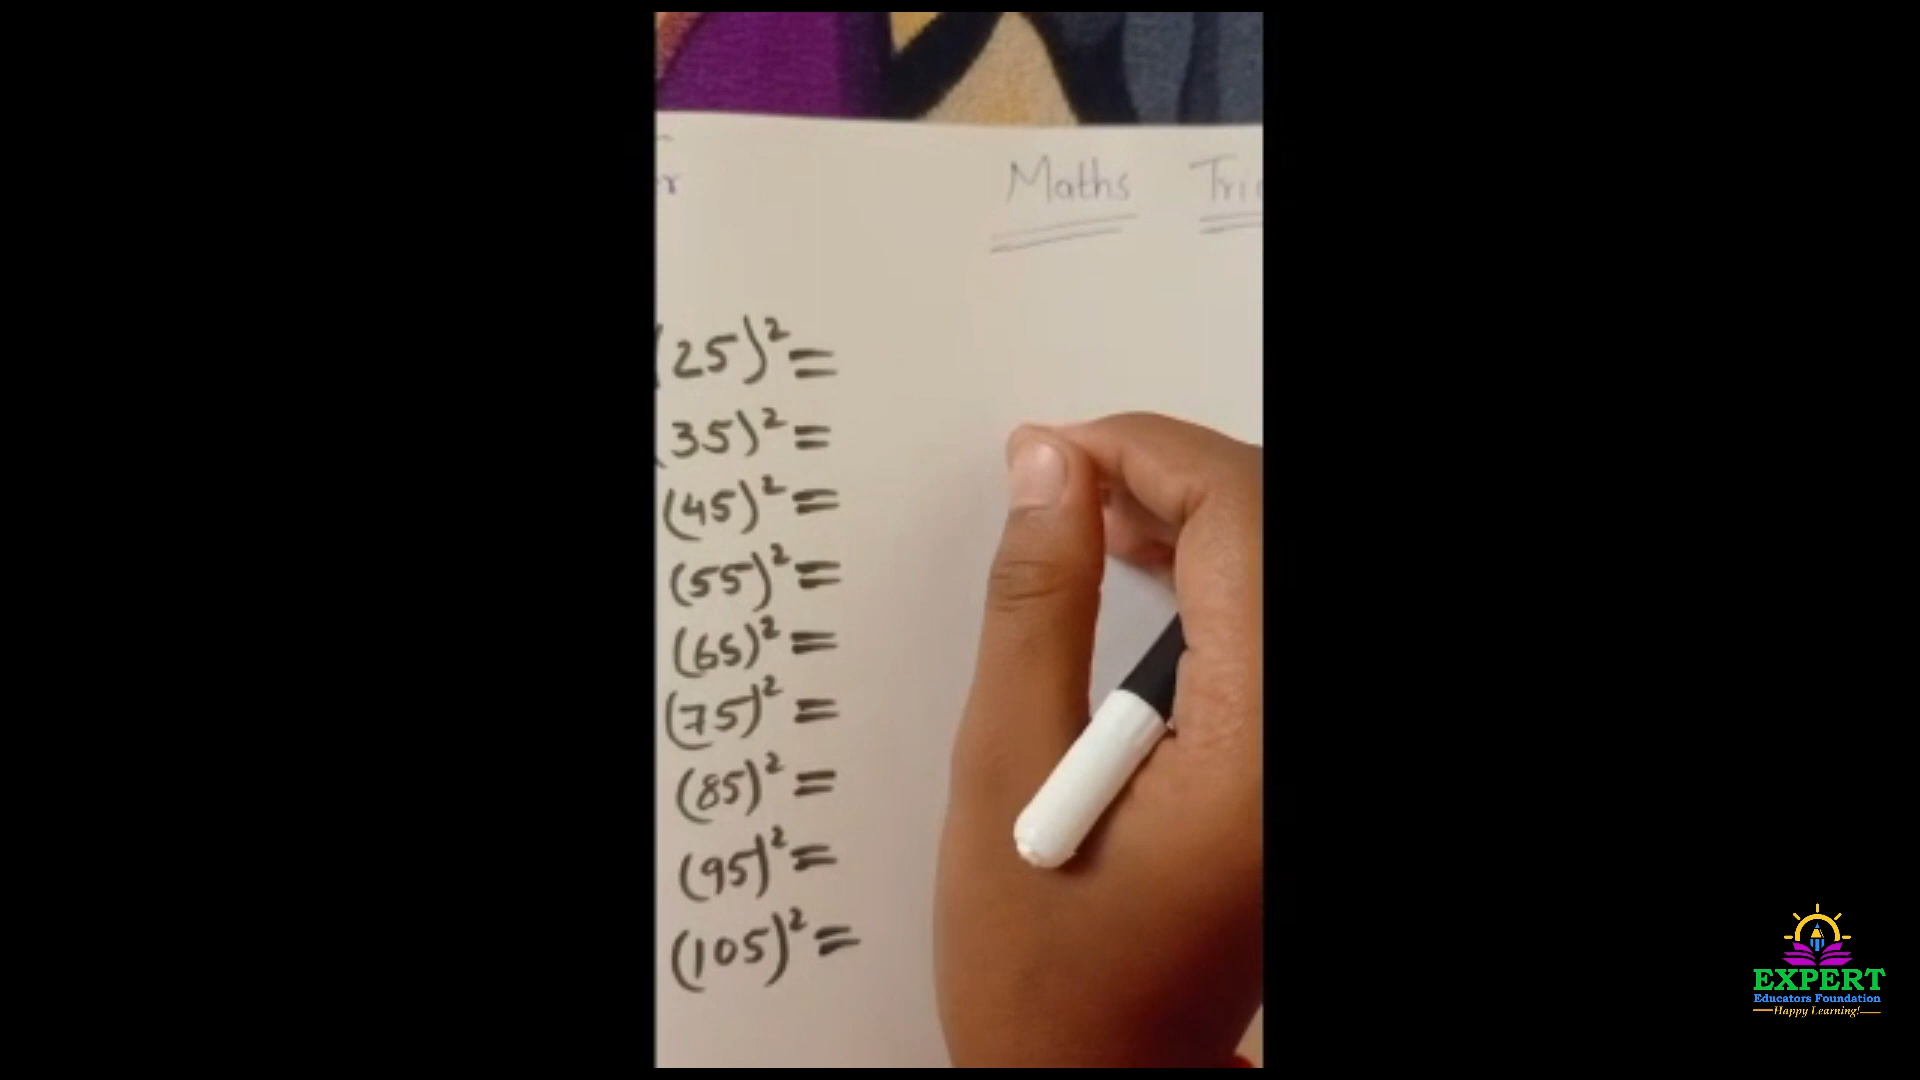 Maths
(25)²=
(35)²=
(45)²=
(55)²=
(65)²=
(75)²=
(85)²=
(95)²=
(105)²=
EXPERT
Educators Foundation
Happy Learning!